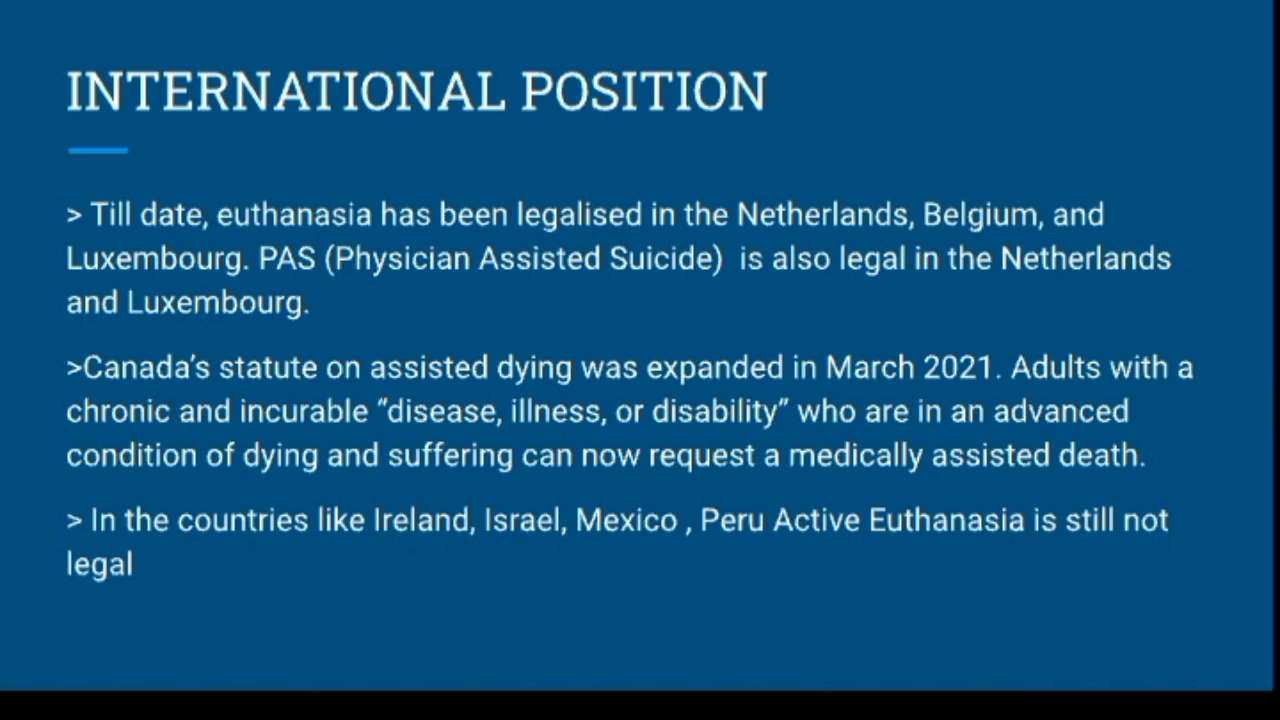 INTERNATIONAL POSITION
> Till date, euthanasia has been legalised in the Netherlands, Belgium, and
Luxembourg. PAS (Physician Assisted Suicide)  is also legal in the Netherlands
and Luxembourg.
>Canada’s statute on assisted dying was expanded in March 2021. Adults with a
chronic and incurable “disease, illness, or disability” who are in an advanced
condition of dying and suffering can now request a medically assisted death.
> In the countries like Ireland, Israel, Mexico , Peru Active Euthanasia is still not
legal